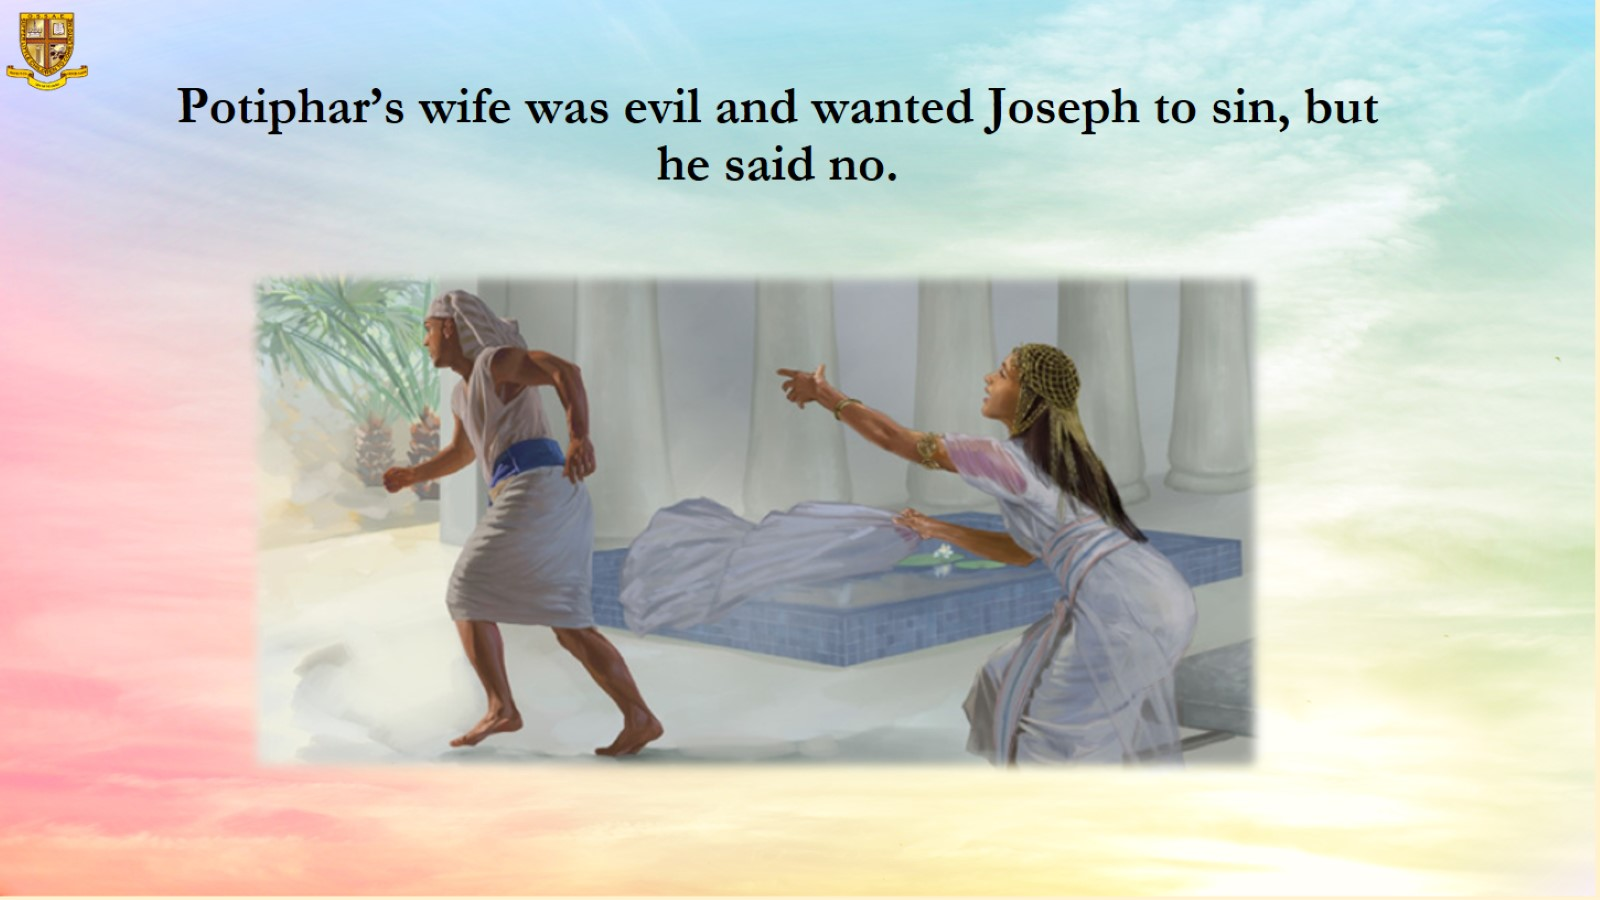 Potiphar’s wife was evil and wanted Joseph to sin, but
he said no.